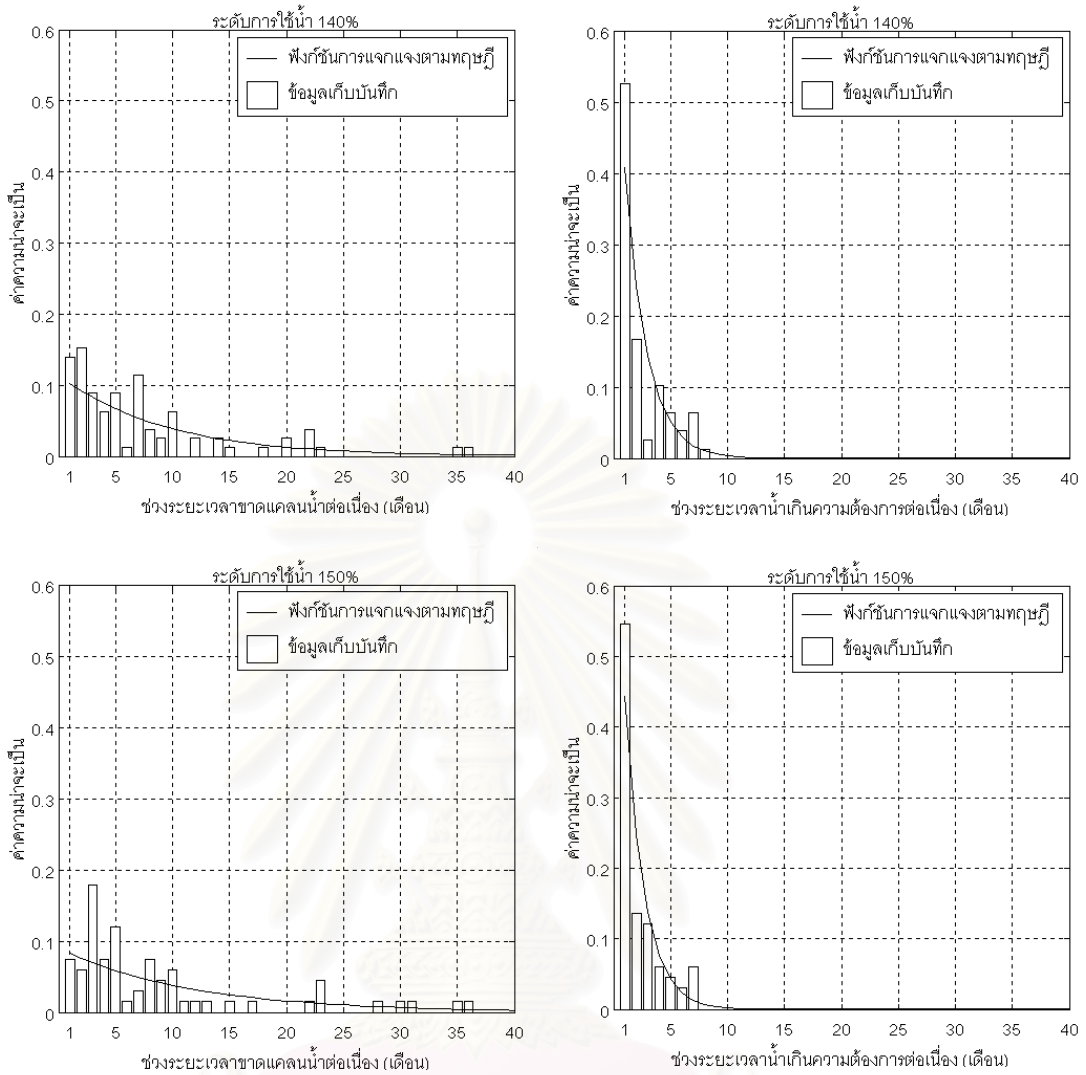 ระดับการใช้น้ำ 140%
ฟังก์ชันการแจกแจงตามทฤษฎี
ข้อมูลเก็บบันทึก
ค่าความน่าจะเป็น
0.6
0.5
0.4
0.3
0.2
0.1
0
1 5 10 15 20 25 30 35 40
ช่วงระยะเวลาขาดแคลนน้ำต่อเนื่อง (เดือน)
ระดับการใช้น้ำ 140%
ฟังก์ชันการแจกแจงตามทฤษฎี
ข้อมูลเก็บบันทึก
ค่าความน่าจะเป็น
0.6
0.5
0.4
0.3
0.2
0.1
0
1 5 10 15 20 25 30 35 40
ช่วงระยะเวลาน้ำเกินความต้องการต่อเนื่อง (เดือน)
ระดับการใช้น้ำ 150%
ฟังก์ชันการแจกแจงตามทฤษฎี
ข้อมูลเก็บบันทึก
ค่าความน่าจะเป็น
0.6
0.5
0.4
0.3
0.2
0.1
0
1 5 10 15 20 25 30 35 40
ช่วงระยะเวลาขาดแคลนน้ำต่อเนื่อง (เดือน)
ระดับการใช้น้ำ 150%
ฟังก์ชันการแจกแจงตามทฤษฎี
ข้อมูลเก็บบันทึก
ค่าความน่าจะเป็น
0.6
0.5
0.4
0.3
0.2
0.1
0
1 5 10 15 20 25 30 35 40
ช่วงระยะเวลาน้ำเกินความต้องการต่อเนื่อง (เดือน)